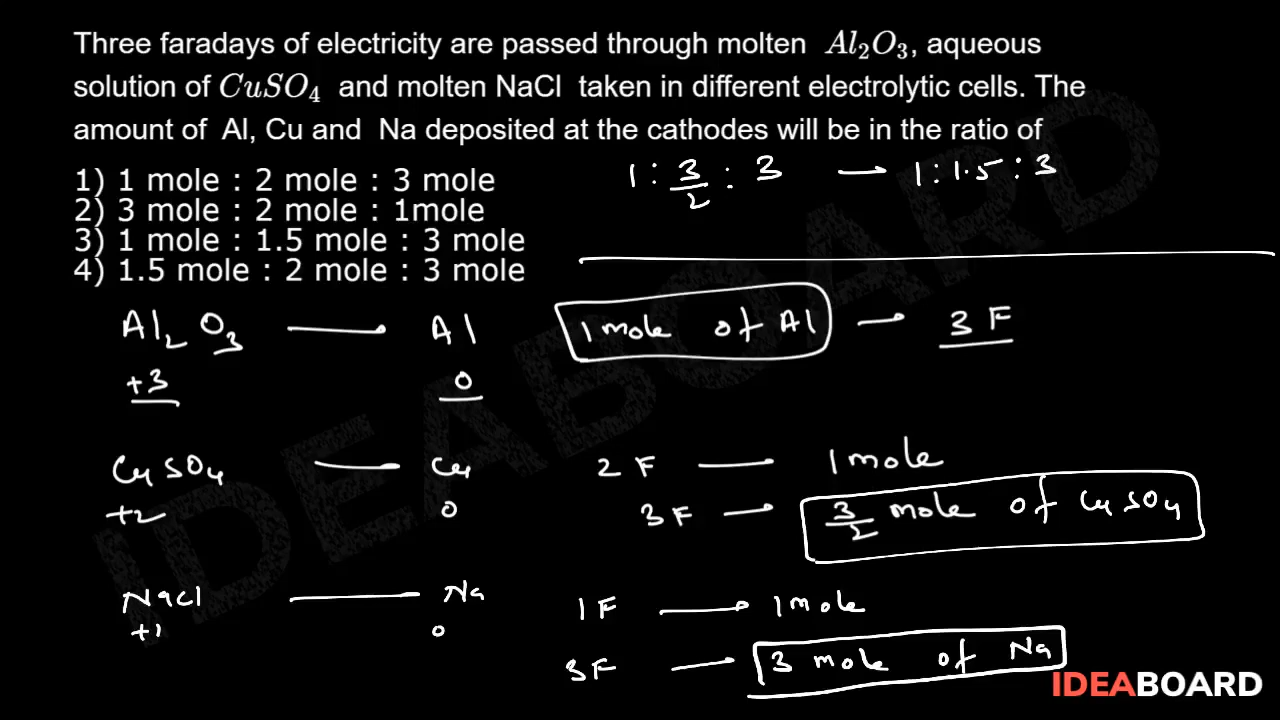 Three faradays of electricity are passed through molten Al₂O₃, aqueous
solution of CuSO₄ and molten NaCl taken in different electrolytic cells. The
amount of Al, Cu and Na deposited at the cathodes will be in the ratio of
1 : 3/2 : 3 → 1 : 1.5 : 3
1) 1 mole : 2 mole : 3 mole
2) 3 mole : 2 mole : 1mole
3) 1 mole : 1.5 mole : 3 mole
4) 1.5 mole : 2 mole : 3 mole
Al₂O₃ — Al 1 mole of Al — 3 F
+3 0
CuSO₄ — Cu 2 F — 1 mole
+2 0 3F — 3/2 mole of CuSO₄
NaCl — Na 1F → 1 mole
+1 0
3F → 3 mole of Na
IDEABOARD
IDEABOARD